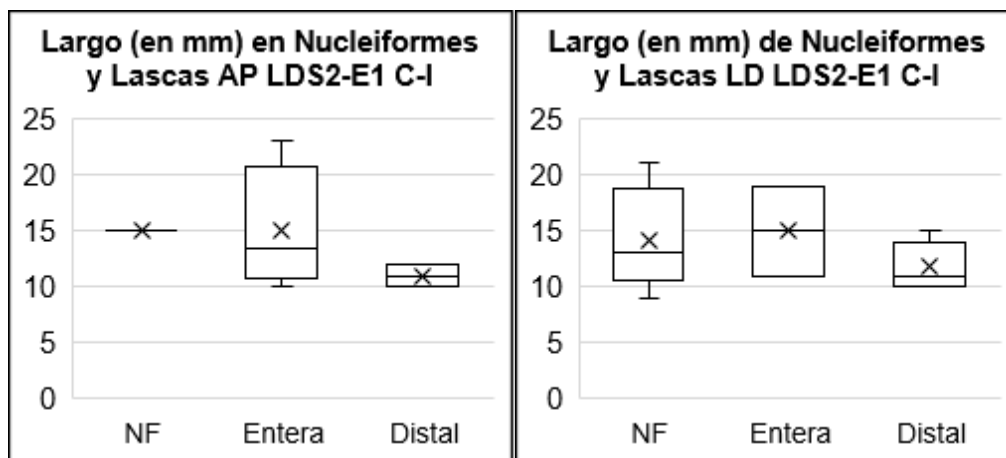 Largo (en mm) en Nucleiformes
y Lascas AP LDS2-E1 C-I
25
20
15
10
5
0
NF Entera Distal
Largo (en mm) de Nucleiformes
y Lascas LD LDS2-E1 C-I
25
20
15
10
5
0
NF Entera Distal